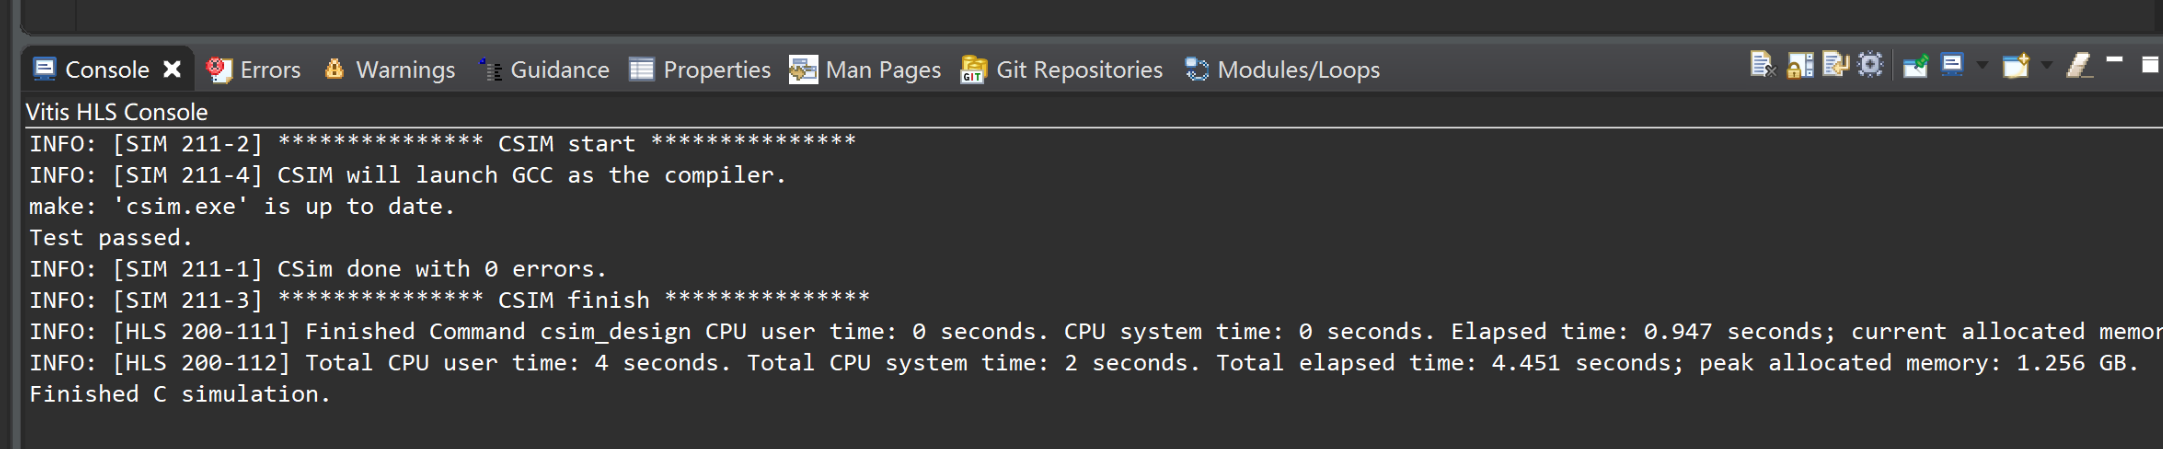 Console Errors Warnings Guidance Properties Man Pages Git Repositories Modules/Loops
Vitis HLS Console
INFO: [SIM 211-2] *************** CSIM start ***************
INFO: [SIM 211-4] CSIM will launch GCC as the compiler.
make: 'csim.exe' is up to date.
Test passed.
INFO: [SIM 211-1] CSim done with 0 errors.
INFO: [SIM 211-3] *************** CSIM finish ***************
INFO: [HLS 200-111] Finished Command csim_design CPU user time: 0 seconds. CPU system time: 0 seconds. Elapsed time: 0.947 seconds; current allocated memor
INFO: [HLS 200-112] Total CPU user time: 4 seconds. Total CPU system time: 2 seconds. Total elapsed time: 4.451 seconds; peak allocated memory: 1.256 GB.
Finished C simulation.